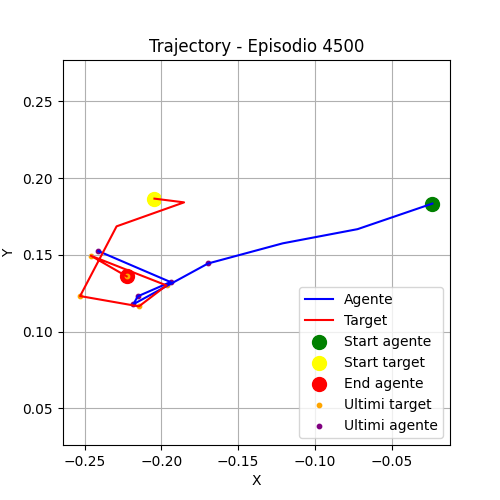 Trajectory - Episodio 4500
Y
0.25
0.20
0.15
0.10
0.05
−0.25
−0.20
−0.15
−0.10
−0.05
X
Agente
Target
Start agente
Start target
End agente
Ultimi target
Ultimi agente